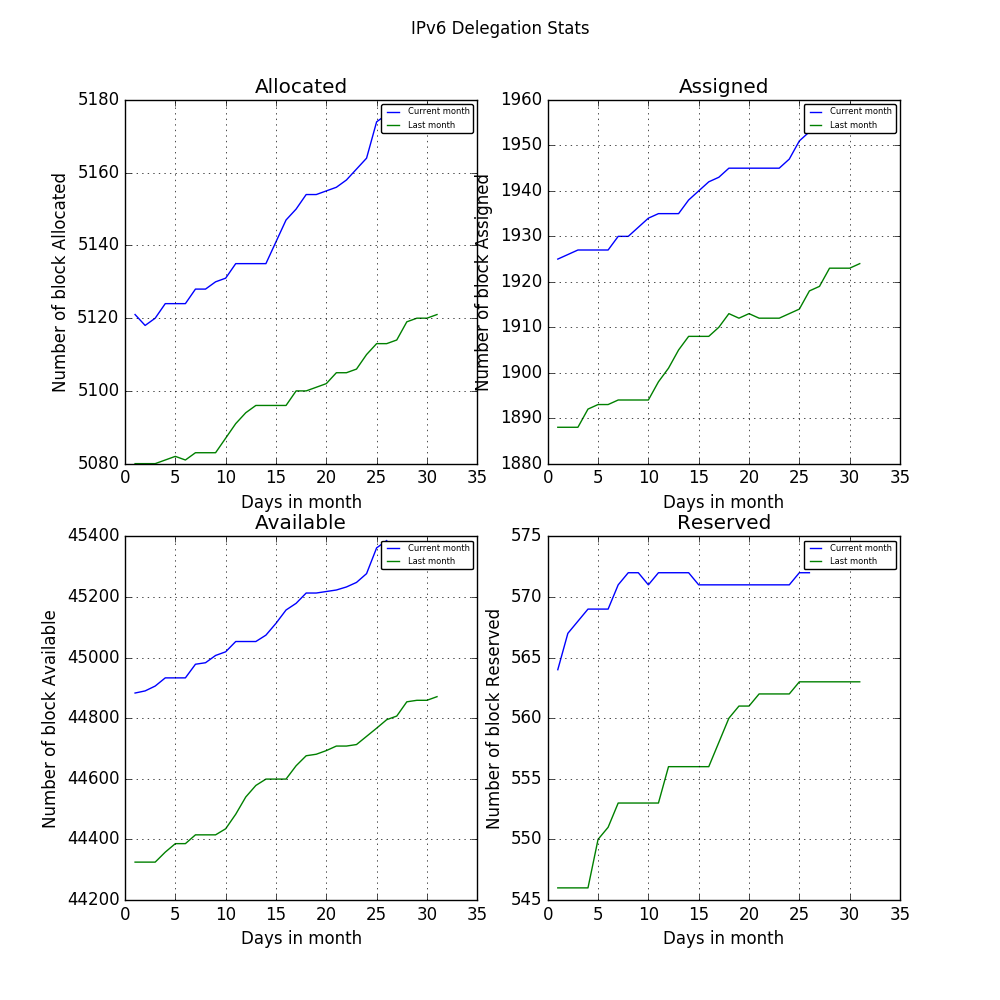 IPv6 Delegation Stats
Allocated
Number of block Allocated
5180
5160
5140
5120
5100
5080
Current month
Last month
0 5 10 15 20 25 30 35
Days in month
Assigned
Number of block Assigned
1960
1950
1940
1930
1920
1910
1900
1890
1880
Current month
Last month
0 5 10 15 20 25 30 35
Days in month
Available
Number of block Available
45400
45200
45000
44800
44600
44400
44200
Current month
Last month
0 5 10 15 20 25 30 35
Days in month
Reserved
Number of block Reserved
575
570
565
560
555
550
545
Current month
Last month
0 5 10 15 20 25 30 35
Days in month